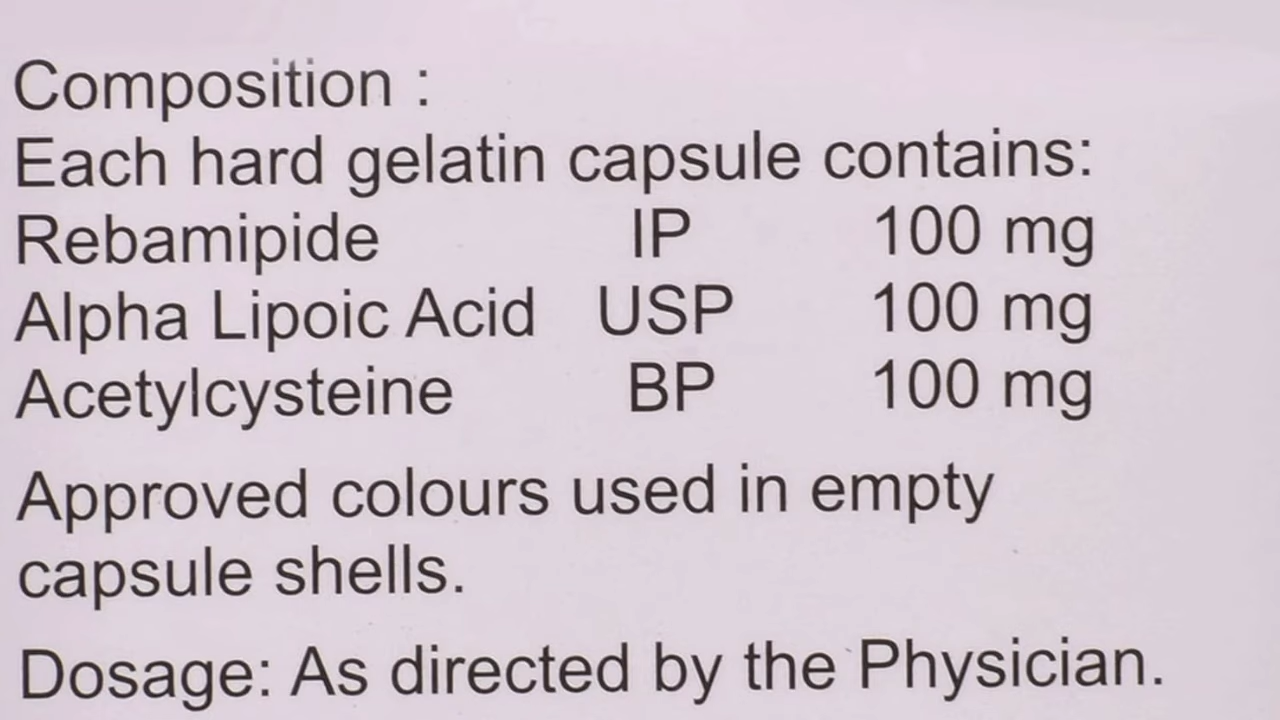 Composition :
Each hard gelatin capsule contains:
Rebamipide IP 100 mg
Alpha Lipoic Acid USP 100 mg
Acetylcysteine BP 100 mg
Approved colours used in empty
capsule shells.
Dosage: As directed by the Physician.